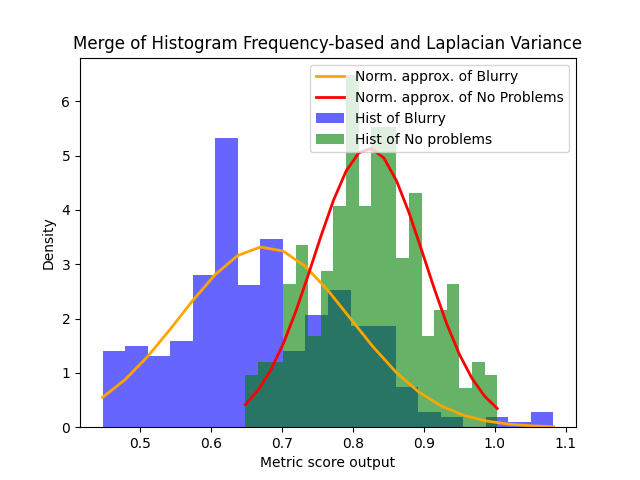 Merge of Histogram Frequency-based and Laplacian Variance
Norm. approx. of Blurry
Norm. approx. of No Problems
Hist of Blurry
Hist of No problems
Density
6
5
4
3
2
1
0
0.5 0.6 0.7 0.8 0.9 1.0 1.1
Metric score output